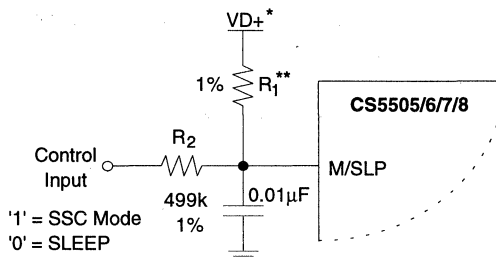 VD+*
1% R1**
CS5505/6/7/8
R2
Control
Input
M/SLP
499k
1%
0.01µF
'1' = SSC Mode
'0' = SLEEP